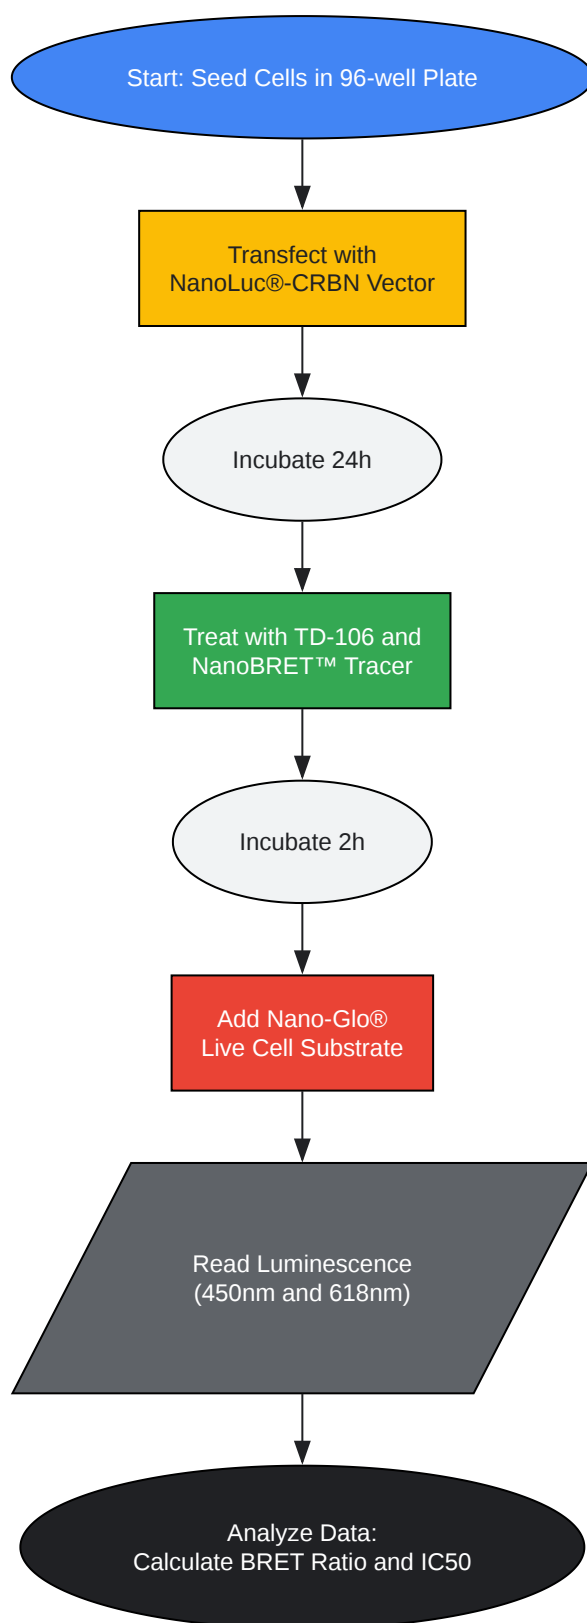 Start: Seed Cells in 96-well Plate
Transfect with
NanoLuc®-CRBN Vector
Incubate 24h
Treat with TD-106 and
NanoBRET™ Tracer
Incubate 2h
Add Nano-Glo®
Live Cell Substrate
Read Luminescence
(450nm and 618nm)
Analyze Data:
Calculate BRET Ratio and IC50